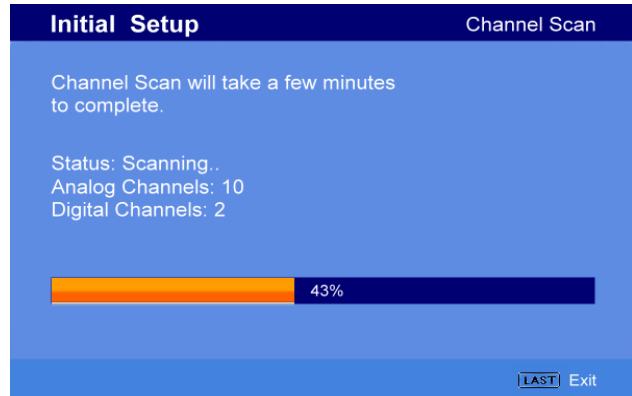 Initial Setup
Channel Scan
Channel Scan will take a few minutes
to complete.
Status: Scanning..
Analog Channels: 10
Digital Channels: 2
43%
LAST Exit